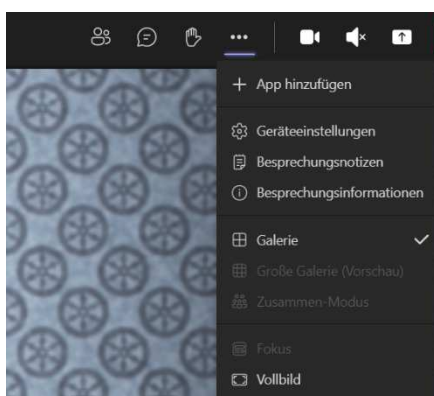 App hinzufügen
Geräteeinstellungen
Besprechungsnotizen
Besprechungsinformationen
Galerie
Große Galerie (Vorschau)
Zusammen-Modus
Fokus
Vollbild